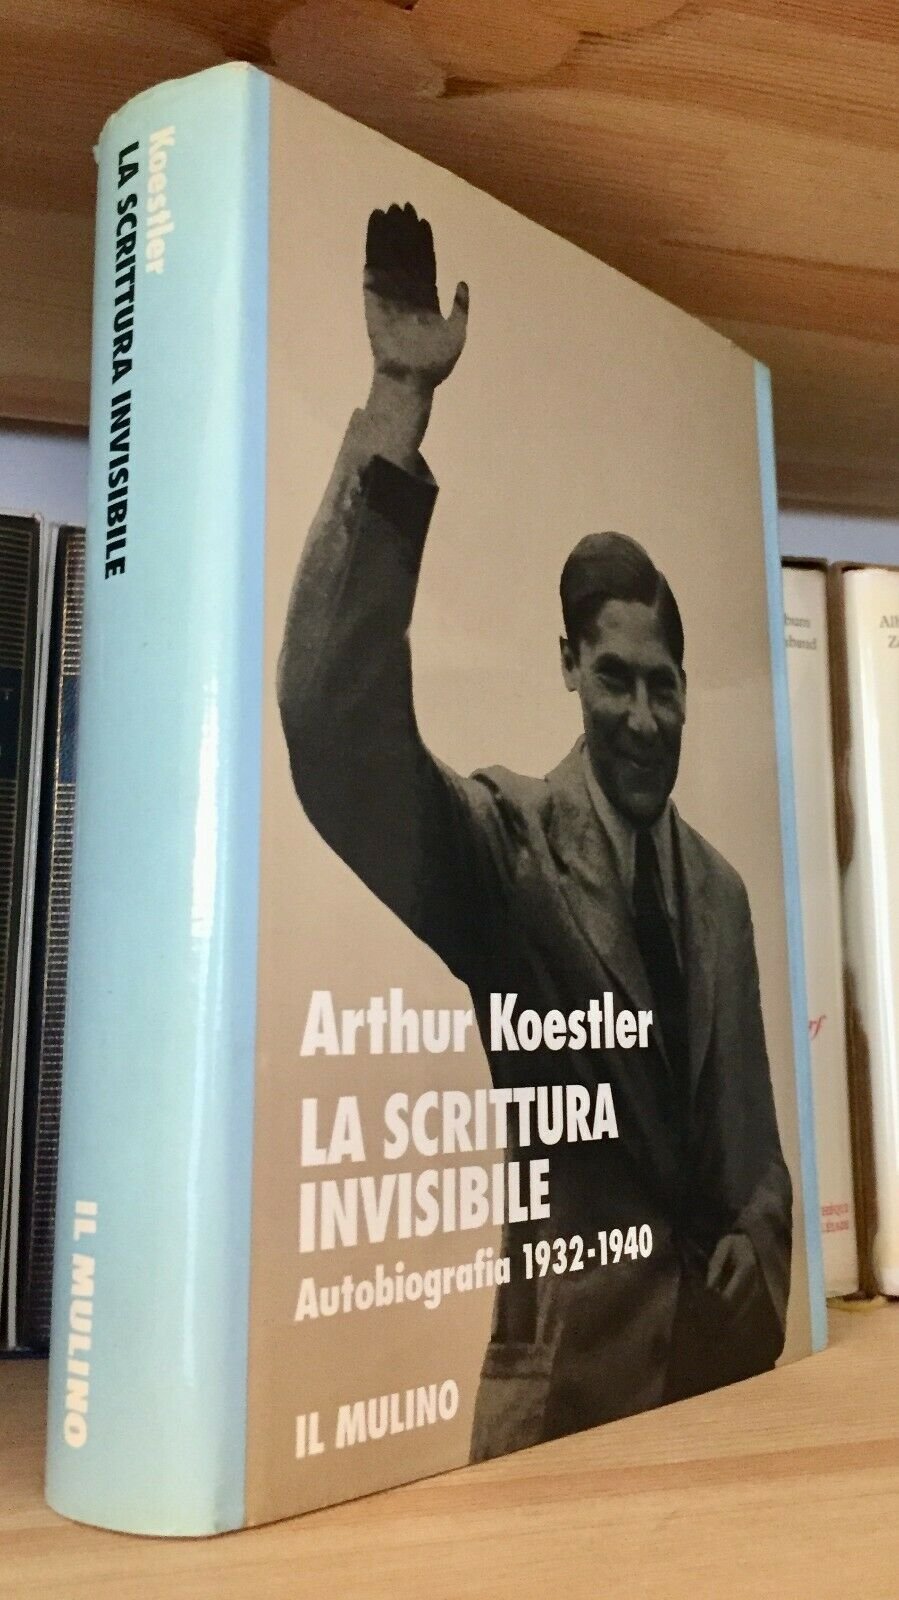 Koestler
LA SCRITTURA INVISIBILE
IL MULINO
Arthur Koestler
LA SCRITTURA
INVISIBILE
Autobiografia 1932-1940
IL MULINO